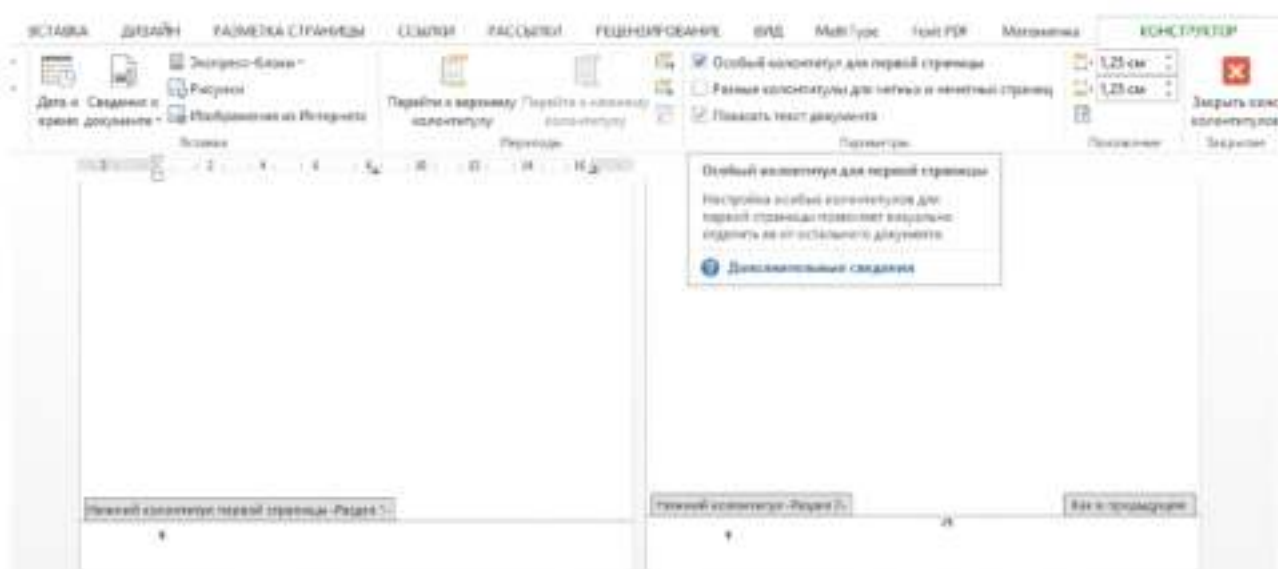 ВСТАВКА ДИЗАЙН РАЗМЕТКА СТРАНИЦЫ ССЫЛКИ РАССЫЛКИ РЕЦЕНЗИРОВАНИЕ ВИД MathType Foxit PDF Математика КОНСТРУКТОР
Экспресс-блоки
Рисунки
Изображения из Интернета
Дата и время
Сведения о документе
Вставка
Перейти к верхнему колонтитулу
Перейти к нижнему колонтитулу
Переходы
Особый колонтитул для первой страницы
Разные колонтитулы для четных и нечетных страниц
Показать текст документа
Параметры
1,25 см
1,25 см
Положение
Закрыть окно
колонтитулов
Закрытие
Особый колонтитул для первой страницы
Настройка особых колонтитулов для
первой страницы позволяет визуально
отделить ее от остального документа.
Дополнительные сведения
Нижний колонтитул первой страницы -Раздел 1-
Нижний колонтитул -Раздел
Как в предыдущем